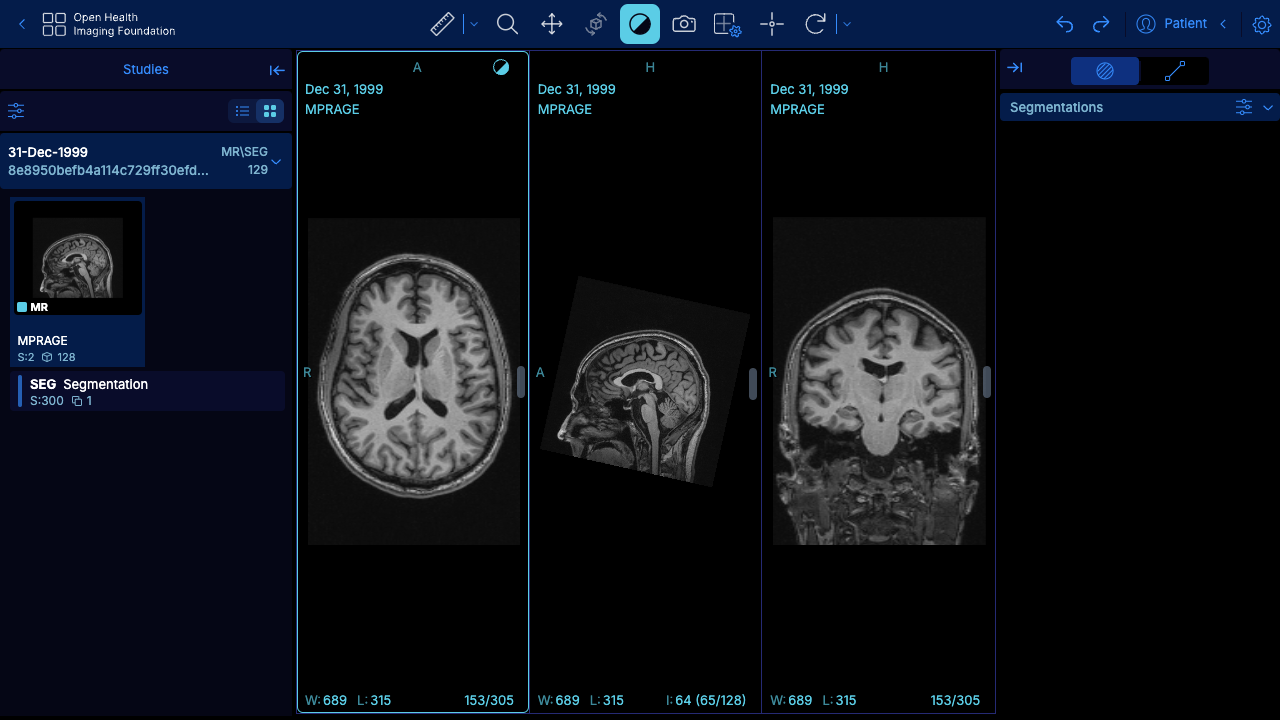 Open Health
Imaging Foundation
Patient
Studies
31-Dec-1999
MR\SEG
8e8950befb4a114c729ff30efd...
129
MR
MPRAGE
S:2 128
SEG Segmentation
S:300 1
A
Dec 31, 1999
MPRAGE
R
W: 689 L: 315
153/305
H
Dec 31, 1999
MPRAGE
A
W: 689 L: 315
I: 64 (65/128)
H
Dec 31, 1999
MPRAGE
R
W: 689 L: 315
153/305
Segmentations